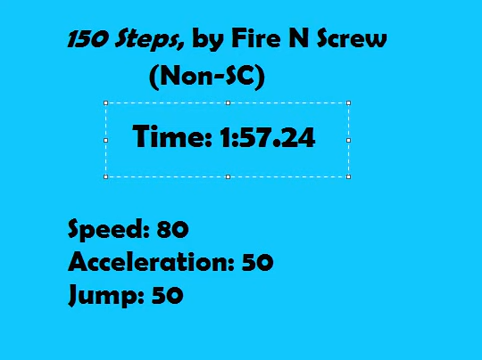 150 Steps, by Fire N Screw
(Non-SC)
Time: 1:57.24
Speed: 80
Acceleration: 50
Jump: 50